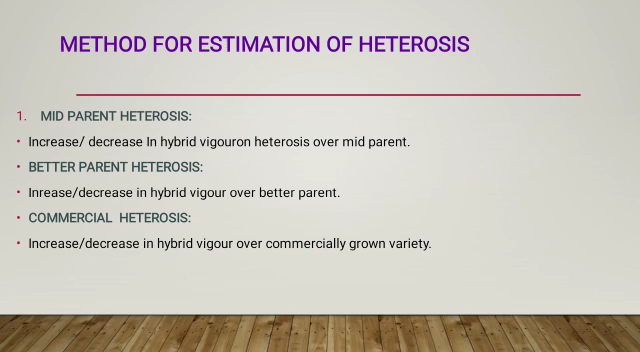 METHOD FOR ESTIMATION OF HETEROSIS
1. MID PARENT HETEROSIS:
• Increase/ decrease In hybrid vigouron heterosis over mid parent.
• BETTER PARENT HETEROSIS:
• Inrease/decrease in hybrid vigour over better parent.
• COMMERCIAL HETEROSIS:
• Increase/decrease in hybrid vigour over commercially grown variety.